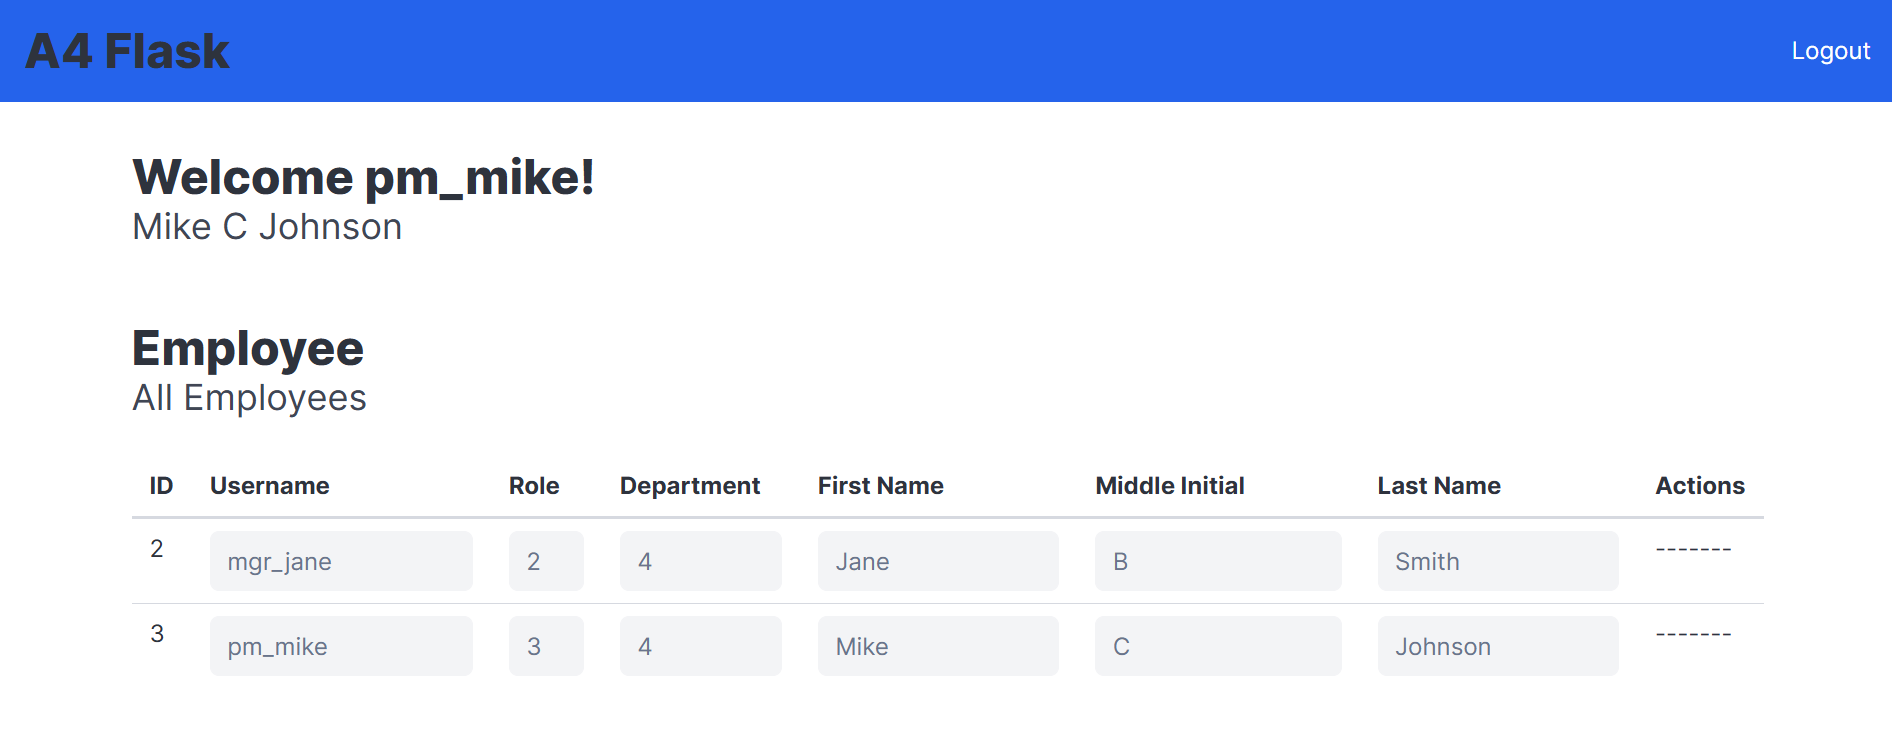 A4 Flask Logout
Welcome pm_mike!
Mike C Johnson
Employee
All Employees
ID Username Role Department First Name Middle Initial Last Name Actions
2 mgr_jane 2 4 Jane B Smith -------
3 pm_mike 3 4 Mike C Johnson -------